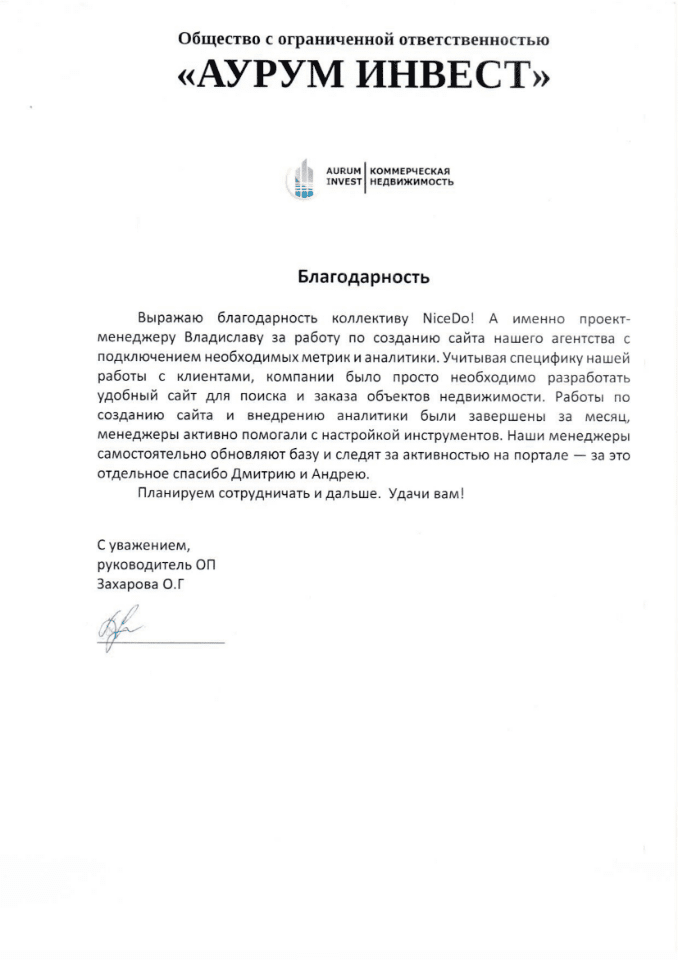 Общество с ограниченной ответственностью
«АУРУМ ИНВЕСТ»
AURUM КОММЕРЧЕСКАЯ
INVEST НЕДВИЖИМОСТЬ
Благодарность
Выражаю благодарность коллективу NiceDo! А именно проект-
менеджеру Владиславу за работу по созданию сайта нашего агентства с
подключением необходимых метрик и аналитики. Учитывая специфику нашей
работы с клиентами, компании было просто необходимо разработать
удобный сайт для поиска и заказа объектов недвижимости. Работы по
созданию сайта и внедрению аналитики были завершены за месяц,
менеджеры активно помогали с настройкой инструментов. Наши менеджеры
самостоятельно обновляют базу и следят за активностью на портале — за это
отдельное спасибо Дмитрию и Андрею.
Планируем сотрудничать и дальше. Удачи вам!
С уважением,
руководитель ОП
Захарова О.Г